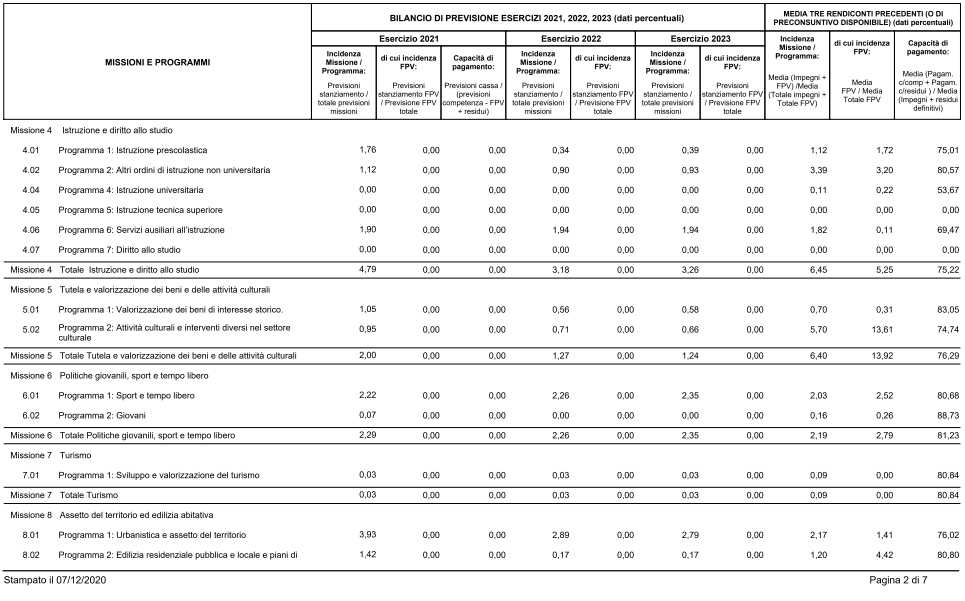 MISSIONI E PROGRAMMI
BILANCIO DI PREVISIONE ESERCIZI 2021, 2022, 2023 (dati percentuali)
MEDIA TRE RENDICONTI PRECEDENTI (O DI
PRECONSUNTIVO DISPONIBILE) (dati percentuali)
Esercizio 2021 Esercizio 2022 Esercizio 2023
Incidenza
Missione /
Programma:
Previsioni
stanziamento /
totale previsioni
missioni
di cui incidenza
FPV:
Previsioni
stanziamento FPV
/ Previsione FPV
totale
Capacità di
pagamento:
Previsioni cassa /
(previsioni
competenza - FPV
+ residui)
Incidenza
Missione /
Programma:
Previsioni
stanziamento /
totale previsioni
missioni
di cui incidenza
FPV:
Previsioni
stanziamento FPV
/ Previsione FPV
totale
Incidenza
Missione /
Programma:
Previsioni
stanziamento /
totale previsioni
missioni
di cui incidenza
FPV:
Previsioni
stanziamento FPV
/ Previsione FPV
totale
Incidenza
Missione /
Programma:
Media (Impegni +
FPV) /Media
(Totale impegni +
Totale FPV)
di cui incidenza
FPV:
Media
FPV / Media
Totale FPV
Capacità di
pagamento:
Media (Pagam.
c/comp + Pagam.
c/residui ) / Media
(Impegni + residui
definitivi)
Missione 4 Istruzione e diritto allo studio
4.01 Programma 1: Istruzione prescolastica 1,76 0,00 0,00 0,34 0,00 0,39 0,00 1,12 1,72 75,01
4.02 Programma 2: Altri ordini di istruzione non universitaria 1,12 0,00 0,00 0,90 0,00 0,93 0,00 3,39 3,20 80,57
4.04 Programma 4: Istruzione universitaria 0,00 0,00 0,00 0,00 0,00 0,00 0,00 0,11 0,22 53,67
4.05 Programma 5: Istruzione tecnica superiore 0,00 0,00 0,00 0,00 0,00 0,00 0,00 0,00 0,00 0,00
4.06 Programma 6: Servizi ausiliari all'istruzione 1,90 0,00 0,00 1,94 0,00 1,94 0,00 1,82 0,11 69,47
4.07 Programma 7: Diritto allo studio 0,00 0,00 0,00 0,00 0,00 0,00 0,00 0,00 0,00 0,00
Missione 4 Totale Istruzione e diritto allo studio 4,79 0,00 0,00 3,18 0,00 3,26 0,00 6,45 5,25 75,22
Missione 5 Tutela e valorizzazione dei beni e delle attività culturali
5.01 Programma 1: Valorizzazione dei beni di interesse storico. 1,05 0,00 0,00 0,56 0,00 0,58 0,00 0,70 0,31 83,05
5.02 Programma 2: Attività culturali e interventi diversi nel settore
culturale 0,95 0,00 0,00 0,71 0,00 0,66 0,00 5,70 13,61 74,74
Missione 5 Totale Tutela e valorizzazione dei beni e delle attività culturali 2,00 0,00 0,00 1,27 0,00 1,24 0,00 6,40 13,92 76,29
Missione 6 Politiche giovanili, sport e tempo libero
6.01 Programma 1: Sport e tempo libero 2,22 0,00 0,00 2,26 0,00 2,35 0,00 2,03 2,52 80,68
6.02 Programma 2: Giovani 0,07 0,00 0,00 0,00 0,00 0,00 0,00 0,16 0,26 88,73
Missione 6 Totale Politiche giovanili, sport e tempo libero 2,29 0,00 0,00 2,26 0,00 2,35 0,00 2,19 2,79 81,23
Missione 7 Turismo
7.01 Programma 1: Sviluppo e valorizzazione del turismo 0,03 0,00 0,00 0,03 0,00 0,03 0,00 0,09 0,00 80,84
Missione 7 Totale Turismo 0,03 0,00 0,00 0,03 0,00 0,03 0,00 0,09 0,00 80,84
Missione 8 Assetto del territorio ed edilizia abitativa
8.01 Programma 1: Urbanistica e assetto del territorio 3,93 0,00 0,00 2,89 0,00 2,79 0,00 2,17 1,41 76,02
8.02 Programma 2: Edilizia residenziale pubblica e locale e piani di 1,42 0,00 0,00 0,17 0,00 0,17 0,00 1,20 4,42 80,80
Stampato il 07/12/2020 Pagina 2 di 7